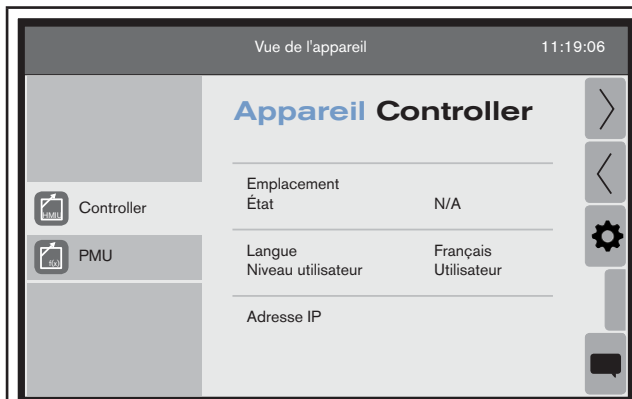 Vue de l'appareil 11:19:06
Appareil Controller
Emplacement
État N/A
HMIU Controller
f(x) PMU
Langue Français
Niveau utilisateur Utilisateur
Adresse IP